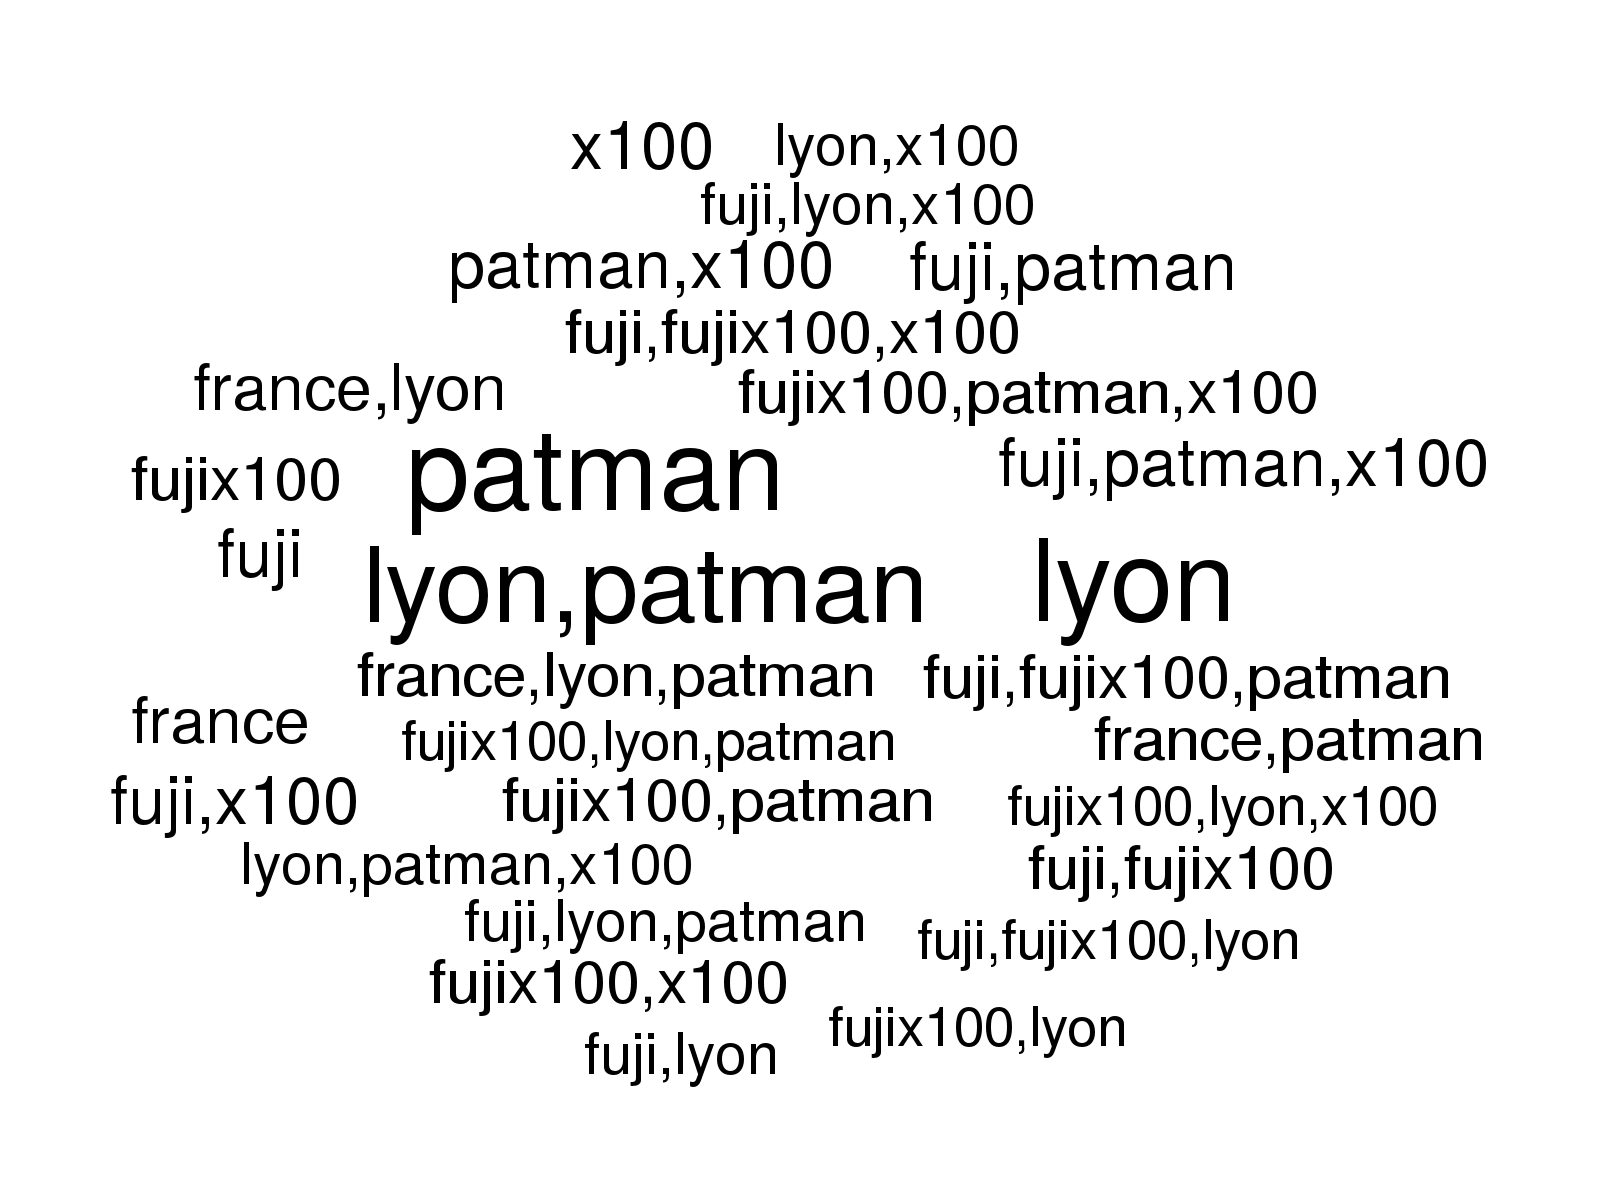 x100 lyon,x100
fuji,lyon,x100
patman,x100 fuji,patman
fuji,fujix100,x100
france,lyon fujix100,patman,x100
fujix100 patman fuji,patman,x100
fuji lyon,patman lyon
france,lyon,patman fuji,fujix100,patman
france fujix100,lyon,patman france,patman
fuji,x100 fujix100,patman fujix100,lyon,x100
lyon,patman,x100 fuji,fujix100
fuji,lyon,patman fuji,fujix100,lyon
fujix100,x100
fuji,lyon fujix100,lyon